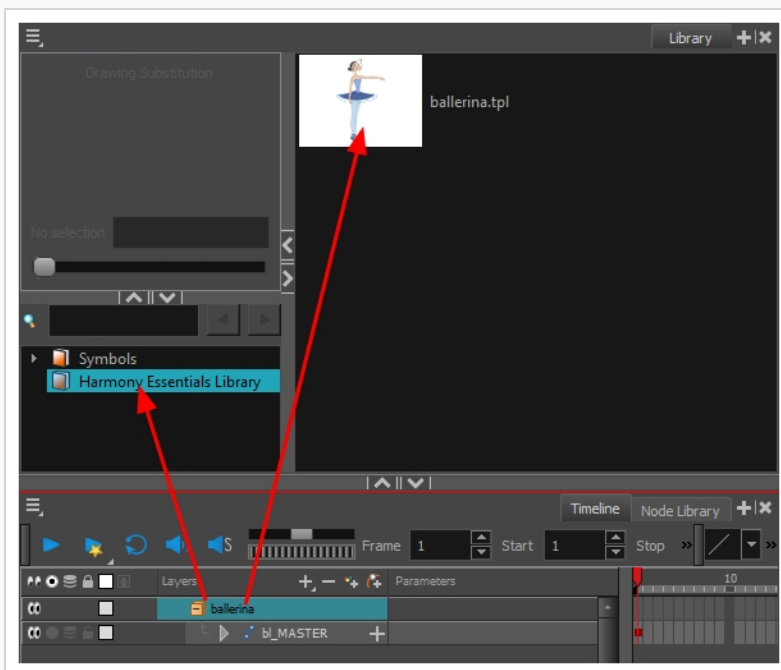 Library
Drawing Substitution
ballerina.tpl
No selection
Symbols
Harmony Essentials Library
Timeline
Node Library
S
Frame 1 Start 1 Stop
Layers Parameters 10
ballerina
bl_MASTER